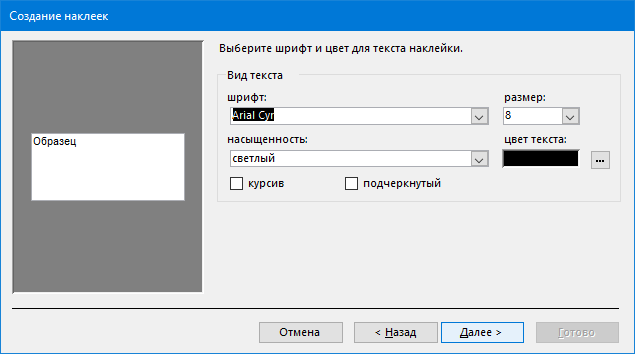 Создание наклеек
Выберите шрифт и цвет для текста наклейки.
Вид текста
шрифт:
размер:
Arial Cyr
8
Образец
насыщенность:
цвет текста:
светлый
...
курсив
подчеркнутый
Отмена
< Назад
Далее >
Готово